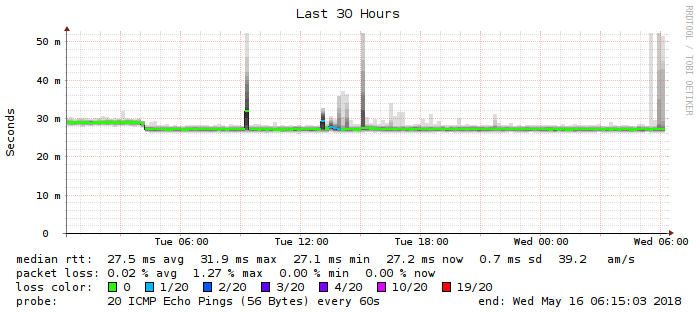 Last 30 Hours
RRDTOOL / TOBI OETIKER
Seconds
50 m
40 m
30 m
20 m
10 m
0
Tue 06:00 Tue 12:00 Tue 18:00 Wed 00:00 Wed 06:00
median rtt: 27.5 ms avg 31.9 ms max 27.1 ms min 27.2 ms now 0.7 ms sd 39.2 am/s
packet loss: 0.02 % avg 1.27 % max 0.00 % min 0.00 % now
loss color: 0 1/20 2/20 3/20 4/20 10/20 19/20
probe: 20 ICMP Echo Pings (56 Bytes) every 60s end: Wed May 16 06:15:03 2018